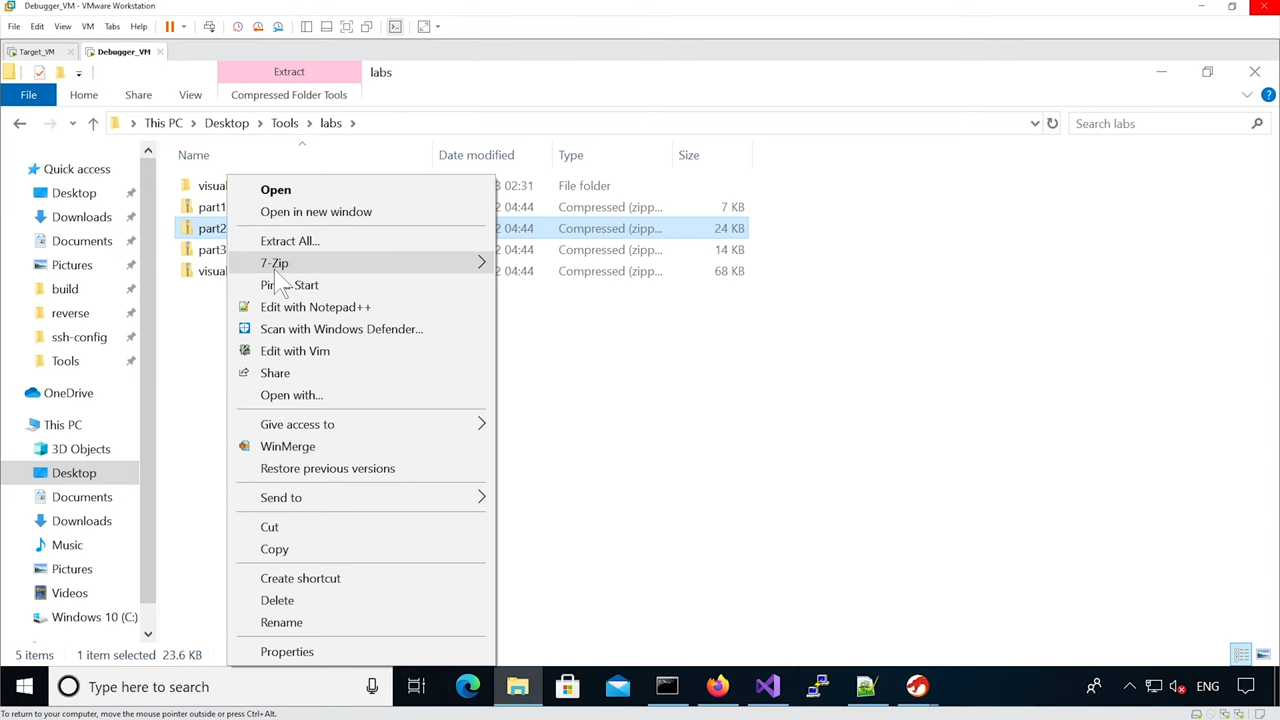 Debugger_VM - VMware Workstation
File Edit View VM Tabs Help
Target_VM Debugger_VM
Extract labs
File Home Share View Compressed Folder Tools
This PC Desktop Tools labs Search labs
Name Date modified Type Size
Quick access
Desktop
Downloads
Documents
Pictures
build
reverse
ssh-config
Tools
OneDrive
This PC
3D Objects
Desktop
Documents
Downloads
Music
Pictures
Videos
Windows 10 (C:)
visual 02:31 File folder
part1 04:44 Compressed (zipp... 7 KB
part2 04:44 Compressed (zipp... 24 KB
part3 04:44 Compressed (zipp... 14 KB
visual 04:44 Compressed (zipp... 68 KB
Open
Open in new window
Extract All...
7-Zip
Pin Start
Edit with Notepad++
Scan with Windows Defender...
Edit with Vim
Share
Open with...
Give access to
WinMerge
Restore previous versions
Send to
Cut
Copy
Create shortcut
Delete
Rename
Properties
5 items 1 item selected 23.6 KB
Type here to search ENG
To return to your computer, move the mouse pointer outside or press Ctrl+Alt.